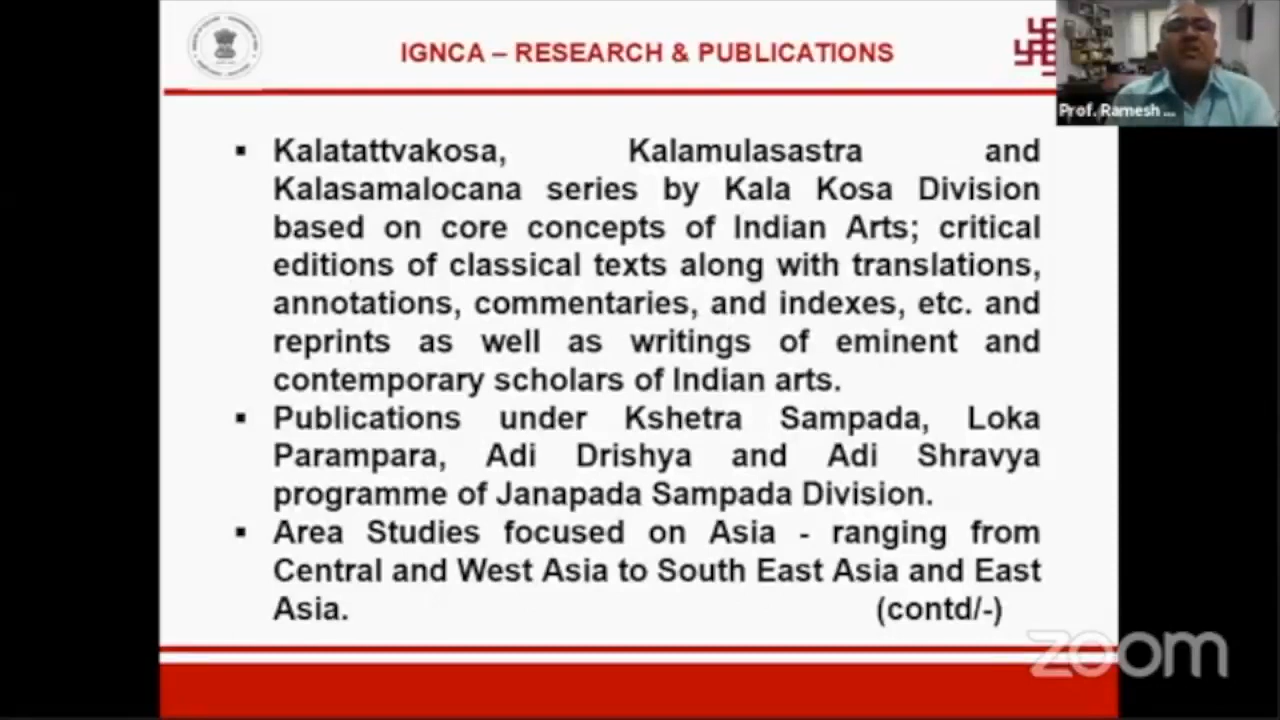 IGNCA – RESEARCH & PUBLICATIONS
Prof. Ramesh ...
▪ Kalatattvakosa, Kalamulasastra and
Kalasamalocana series by Kala Kosa Division
based on core concepts of Indian Arts; critical
editions of classical texts along with translations,
annotations, commentaries, and indexes, etc. and
reprints as well as writings of eminent and
contemporary scholars of Indian arts.
▪ Publications under Kshetra Sampada, Loka
Parampara, Adi Drishya and Adi Shravya
programme of Janapada Sampada Division.
▪ Area Studies focused on Asia - ranging from
Central and West Asia to South East Asia and East
Asia. (contd/-)
zoom